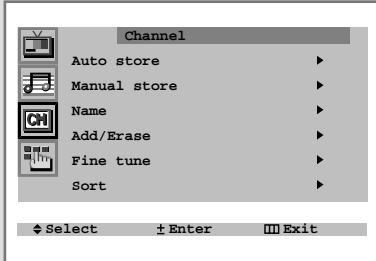 Channel
Auto store
Manual store
CH
Name
Add/Erase
Fine tune
Sort
Select ± Enter Exit